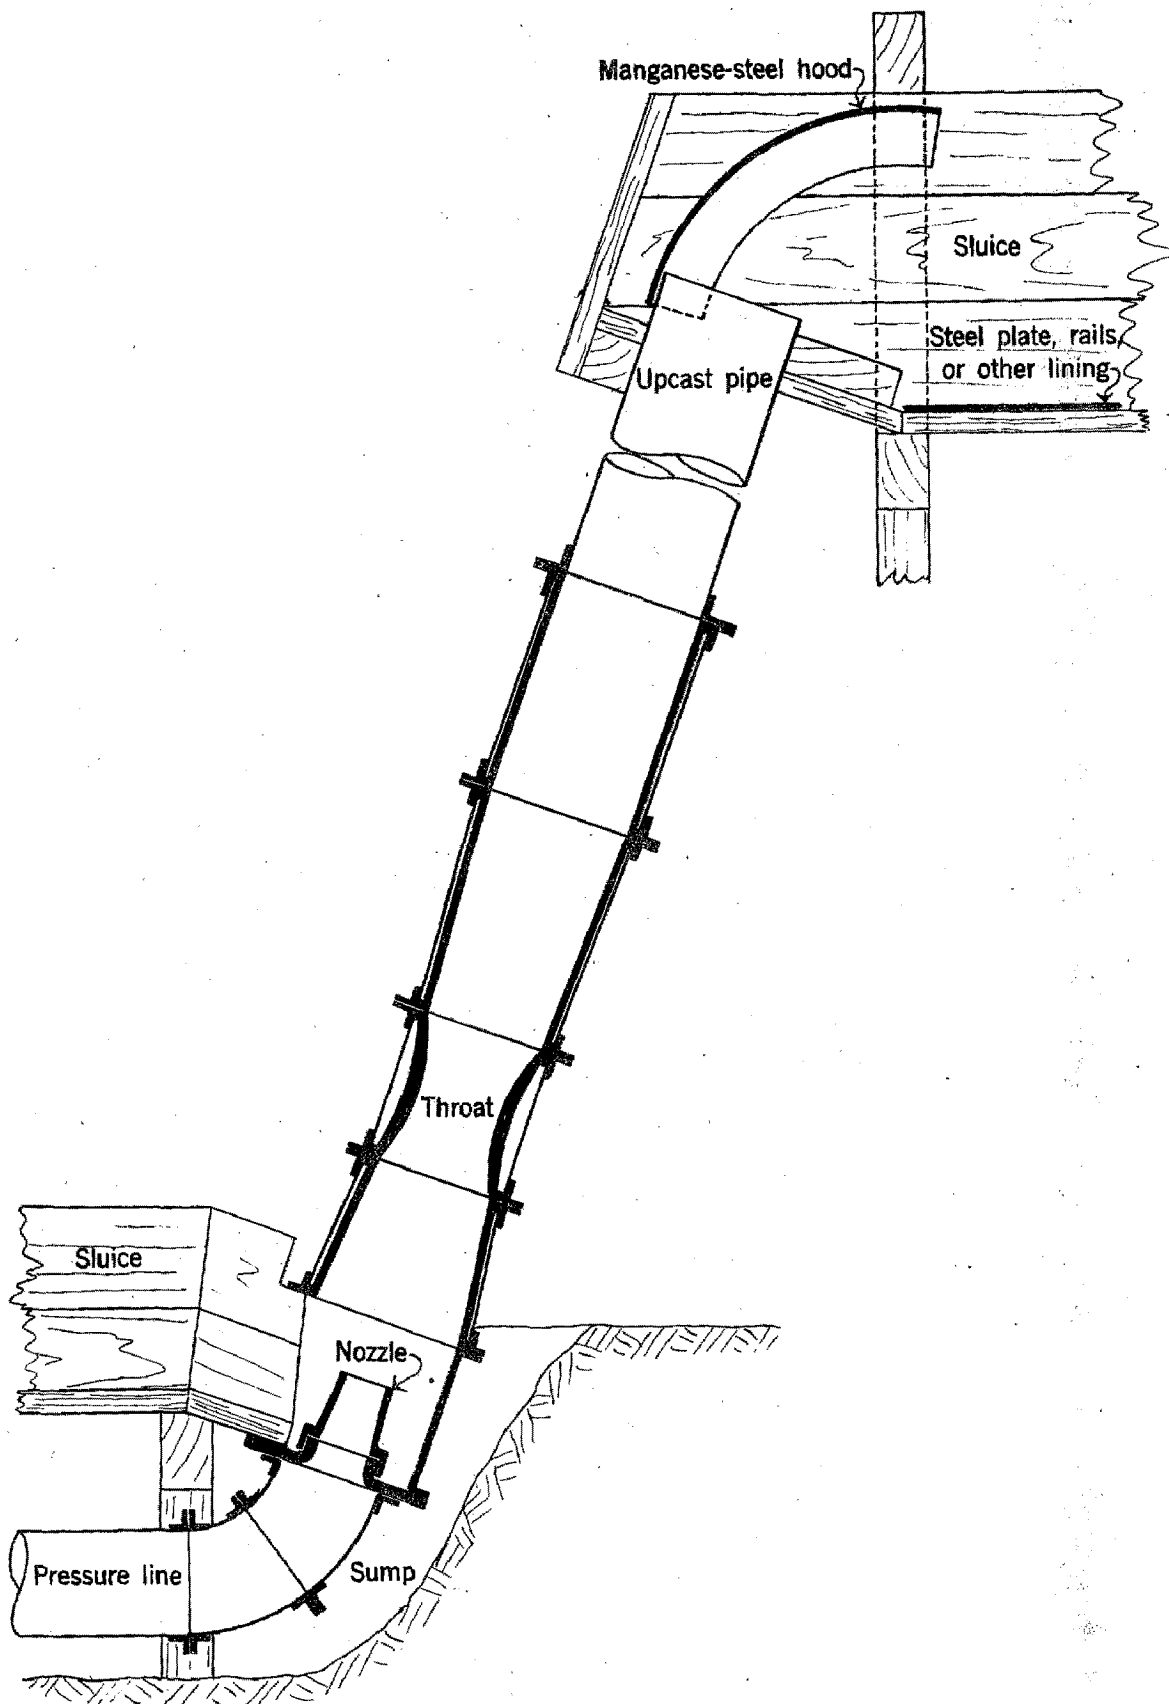 Manganese-steel hood
Sluice
Steel plate, rails,
or other lining
Upcast pipe
Throat
Sluice
Nozzle
Pressure line
Sump